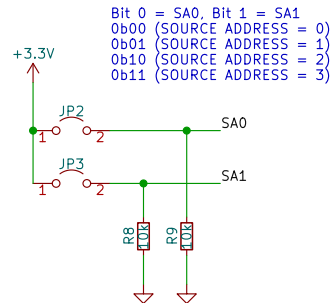 Bit 0 = SA0, Bit 1 = SA1
0b00 (SOURCE ADDRESS = 0)
0b01 (SOURCE ADDRESS = 1)
0b10 (SOURCE ADDRESS = 2)
0b11 (SOURCE ADDRESS = 3)
+3.3V
JP2
1 2
SA0
JP3
1 2
SA1
R8
10k
R9
10k